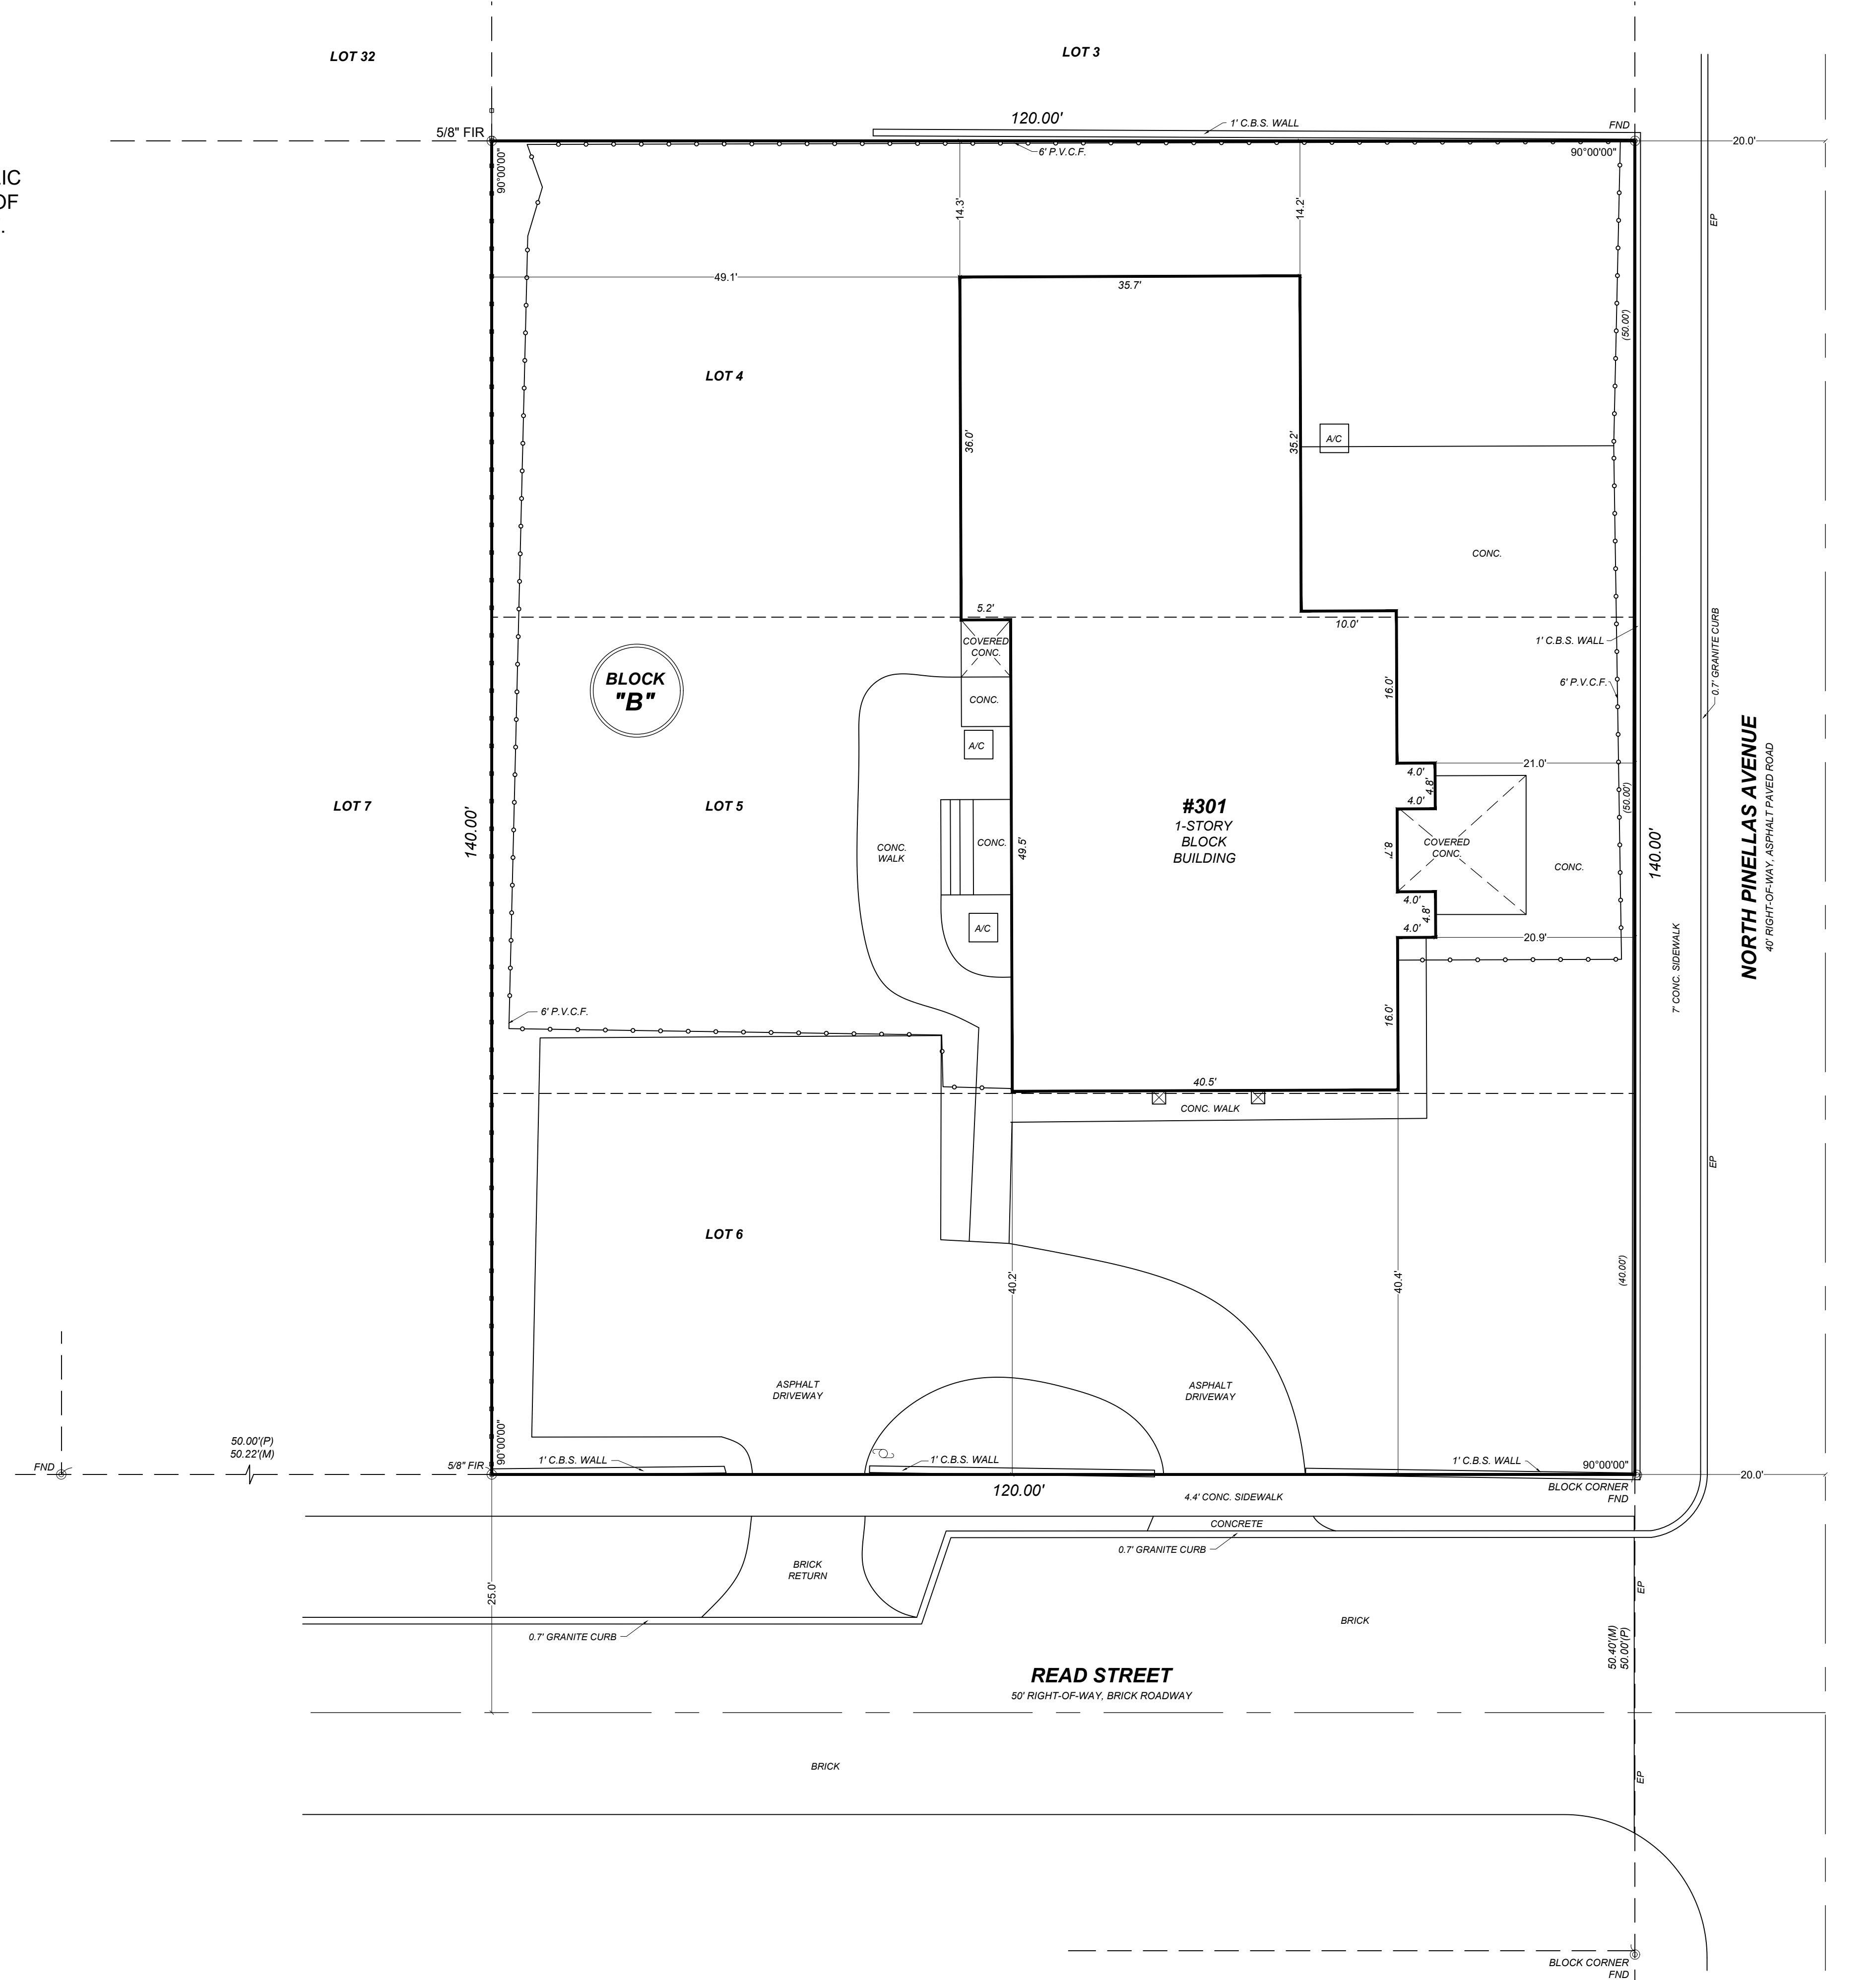 LOT 32
LOT 3
120.00'
1' C.B.S. WALL
5/8" FIR
FND
90°00'00"
6' P.V.C.F.
90°00'00"
20.0'
IC
OF
.
14.3'
14.2'
EP
49.1'
35.7'
(50.00')
LOT 4
36.0'
35.2'
A/C
CONC.
5.2'
10.0'
COVERED
CONC.
1' C.B.S. WALL
0.7' GRANITE CURB
BLOCK
"B"
CONC.
16.0'
6' P.V.C.F.
A/C
21.0'
4.0'
4.8'
4.0'
(50.00')
LOT 7
140.00'
LOT 5
CONC.
WALK
CONC.
49.5'
#301
1-STORY
BLOCK
BUILDING
8.7'
COVERED
CONC.
CONC.
140.00'
NORTH PINELLAS AVENUE
40' RIGHT-OF-WAY, ASPHALT PAVED ROAD
4.0'
4.8'
4.0'
A/C
20.9'
7' CONC. SIDEWALK
6' P.V.C.F.
16.0'
40.5'
CONC. WALK
EP
LOT 6
40.2'
40.4'
(40.00')
ASPHALT
DRIVEWAY
ASPHALT
DRIVEWAY
50.00'(P)
50.22'(M)
FND
90°00'00"
5/8" FIR
1' C.B.S. WALL
1' C.B.S. WALL
1' C.B.S. WALL
90°00'00"
20.0'
120.00'
4.4' CONC. SIDEWALK
BLOCK CORNER
FND
CONCRETE
0.7' GRANITE CURB
BRICK
RETURN
25.0'
EP
0.7' GRANITE CURB
BRICK
50.40'(M)
50.00'(P)
READ STREET
50' RIGHT-OF-WAY, BRICK ROADWAY
BRICK
EP
BLOCK CORNER
FND